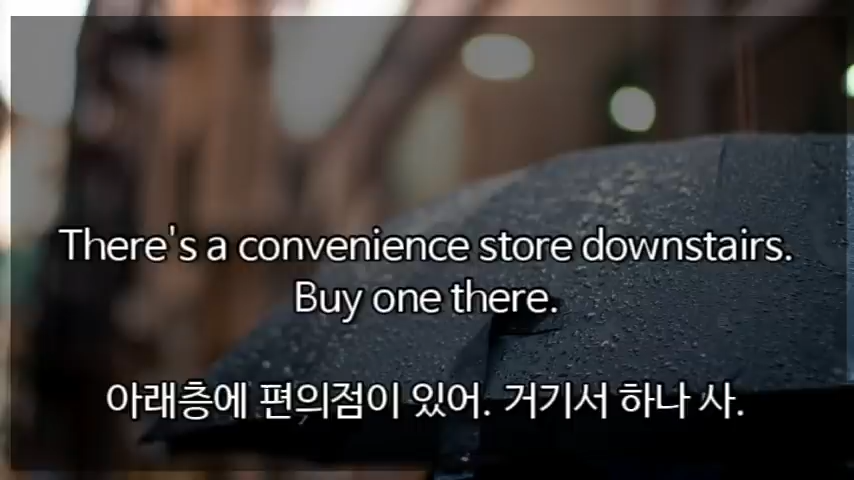 There's a convenience store downstairs.
Buy one there.
아래층에 편의점이 있어. 거기서 하나 사.